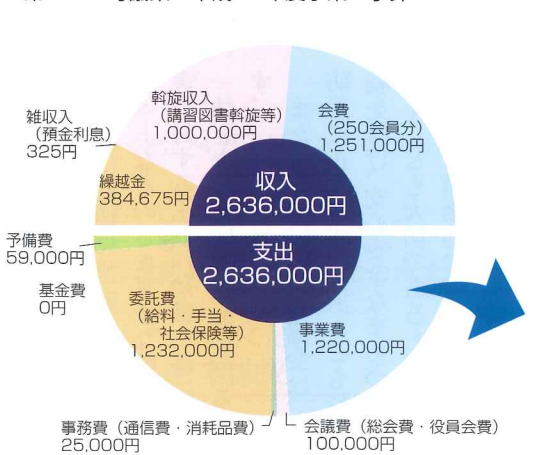 雑収入
(預金利息)
325円
斡旋収入
(講習図書斡旋等)
1,000,000円
会費
(250会員分)
1,251,000円
繰越金
384,675円
収入
2,636,000円
支出
2,636,000円
予備費
59,000円
基金費
0円
委託費
(給料・手当・
社会保険等)
1,232,000円
事業費
1,220,000円
事務費(通信費・消耗品費)
25,000円
会議費(総会費・役員会費)
100,000円